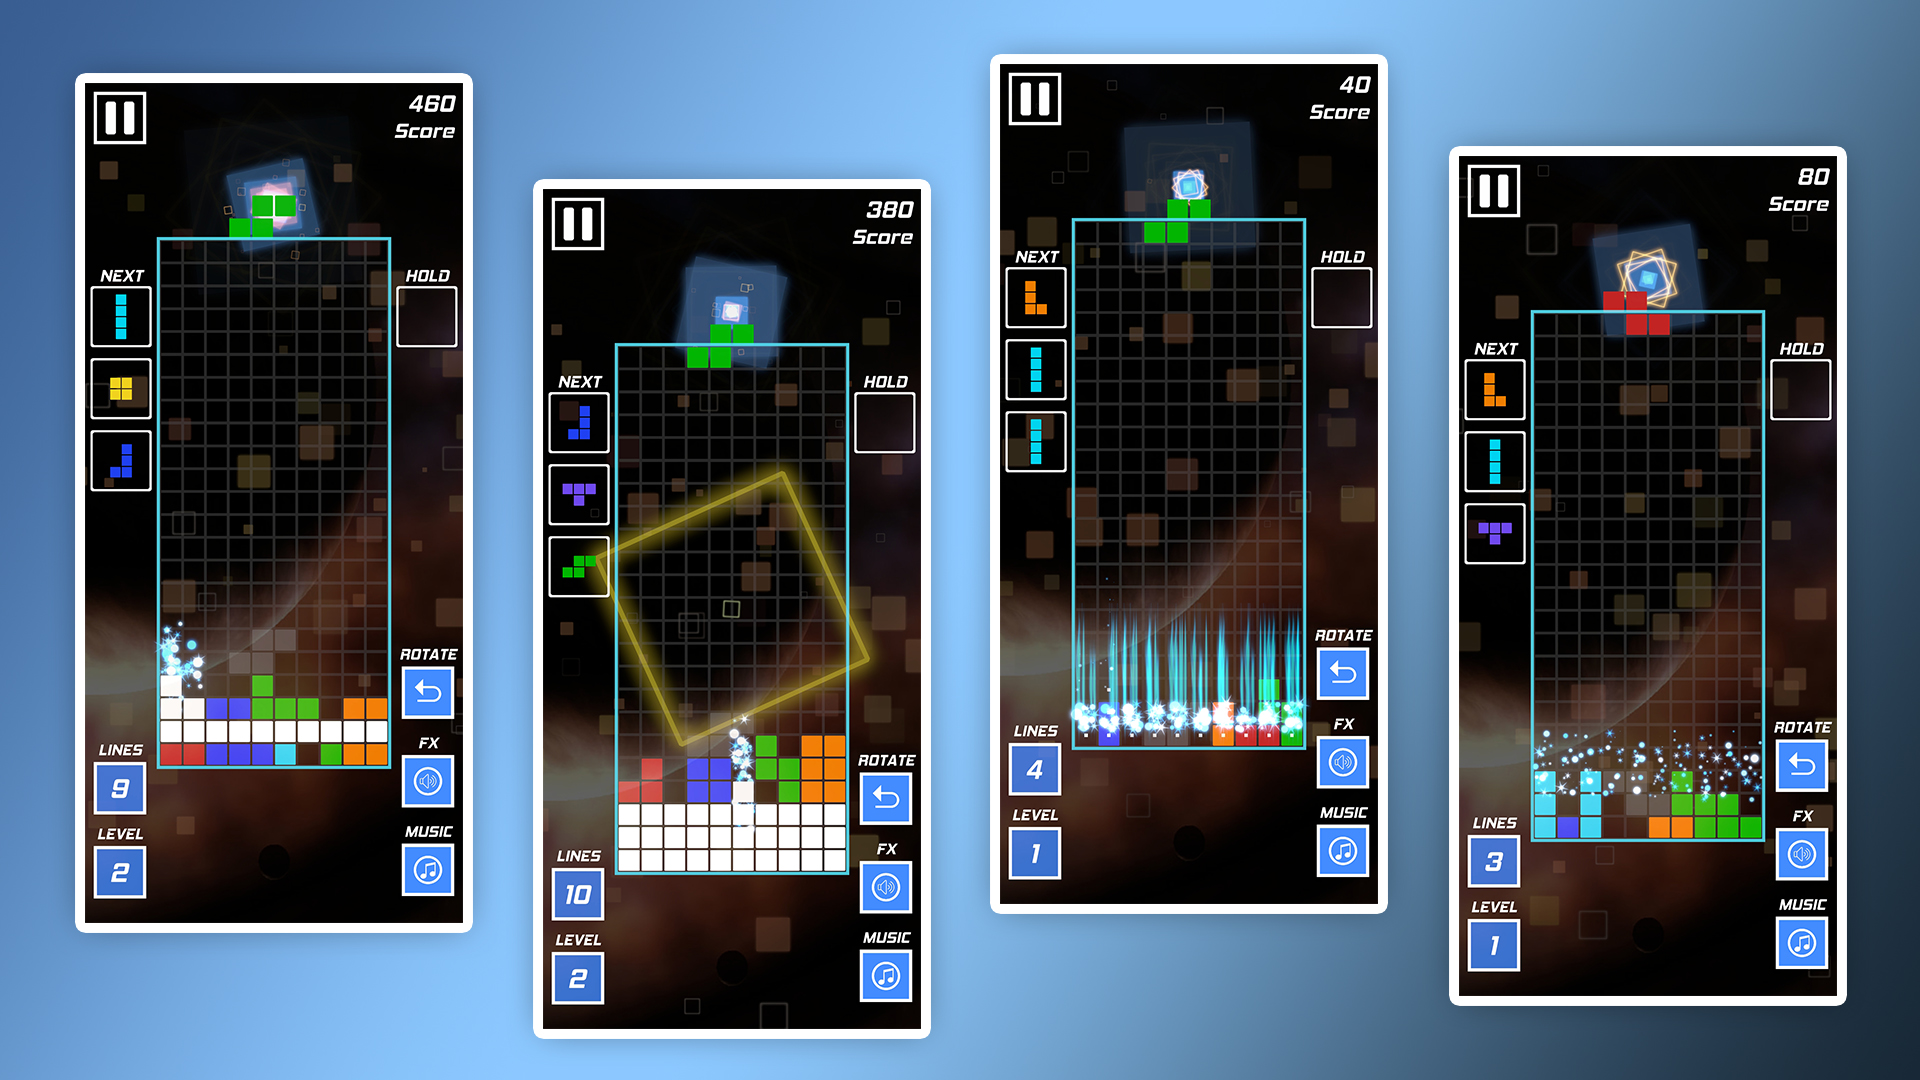 460
Score
NEXT
HOLD
ROTATE
LINES
9
FX
LEVEL
2
MUSIC
380
Score
NEXT
HOLD
ROTATE
LINES
10
FX
LEVEL
2
MUSIC
40
Score
NEXT
HOLD
ROTATE
LINES
4
FX
LEVEL
1
MUSIC
80
Score
NEXT
HOLD
ROTATE
LINES
3
FX
LEVEL
1
MUSIC